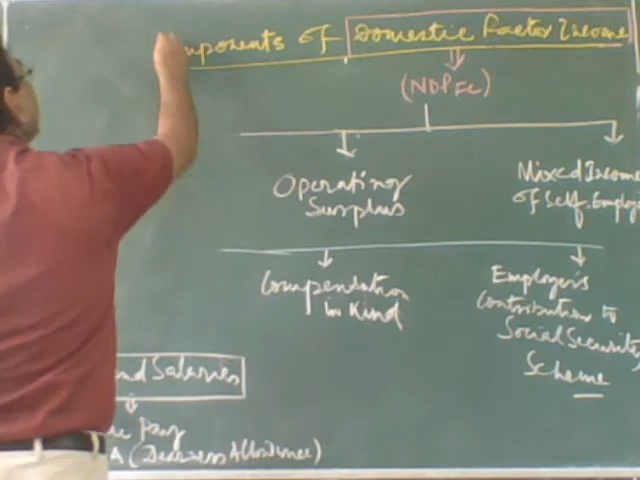 mponents of Domestic Factor Income
(NDPFC)
Operating
Surplus
Mixed Income
of Self-Employe
Compensation
in Kind
Employer's
Contribution to
Social Security
Scheme
nd Salaries
Pay
A (Dearness Allowance)